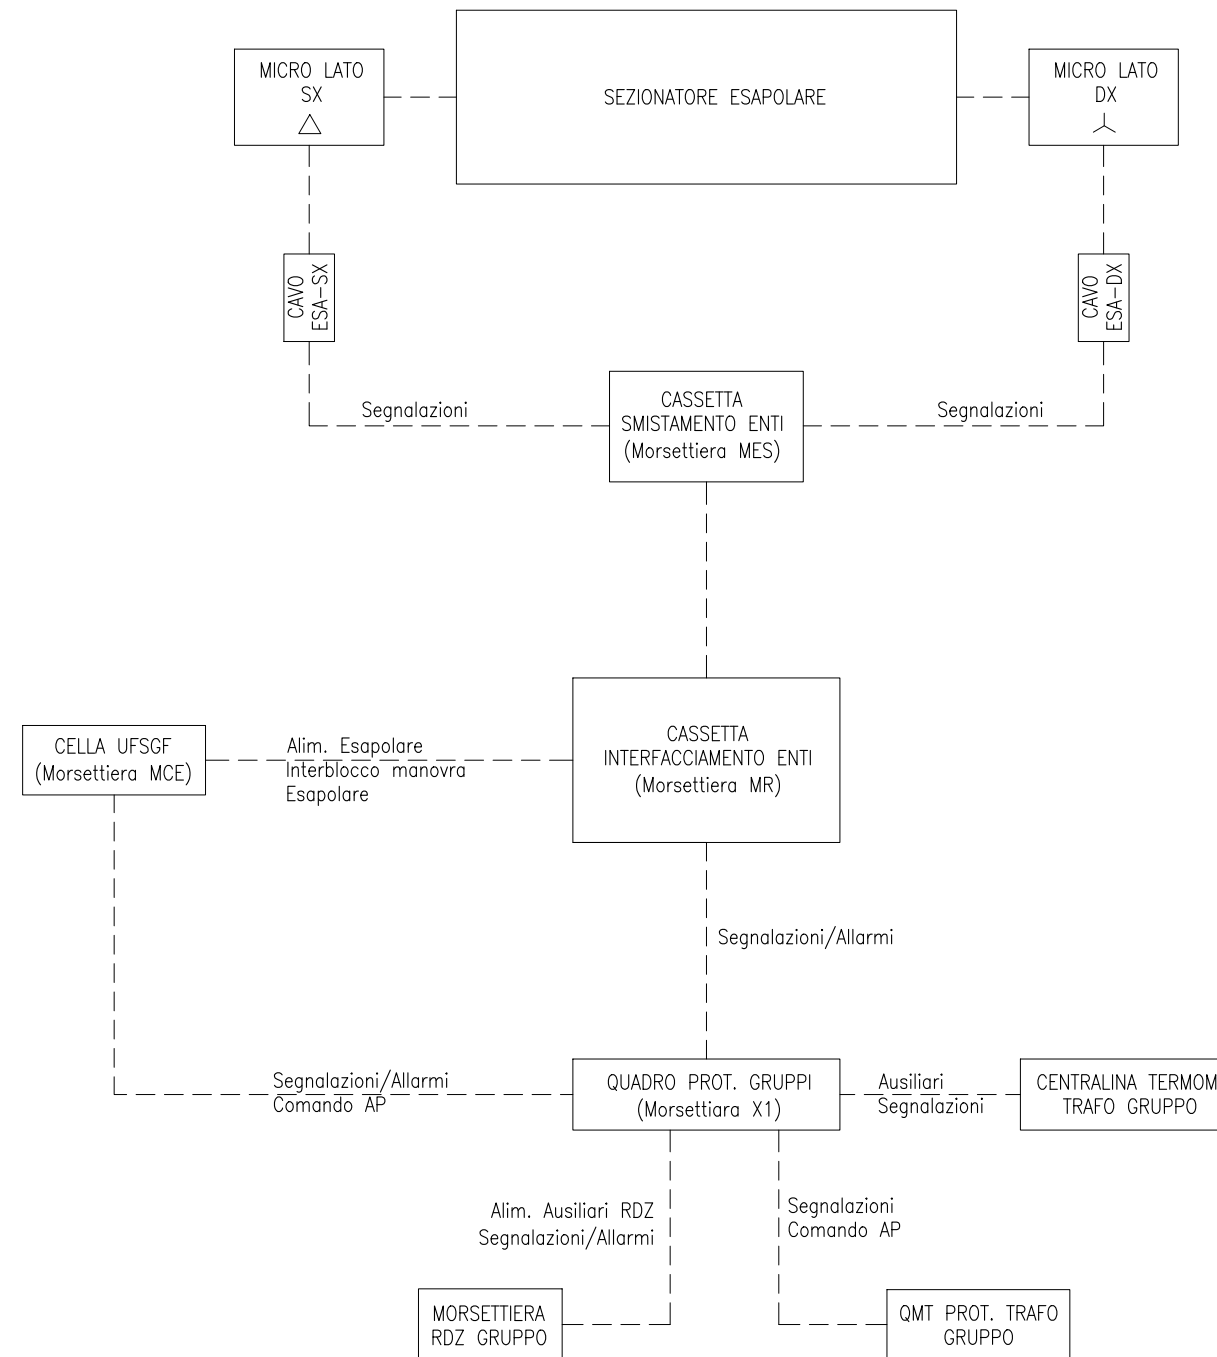 MICRO LATO
SX
SEZIONATORE ESAPOLARE
MICRO LATO
DX
CAVO
ESA-SX
CAVO
ESA-DX
Segnalazioni
CASSETTA
SMISTAMENTO ENTI
(Morsettiera MES)
Segnalazioni
CELLA UFSGF
(Morsettiera MCE)
Alim. Esapolare
Interblocco manovra
Esapolare
CASSETTA
INTERFACCIAMENTO ENTI
(Morsettiera MR)
Segnalazioni/Allarmi
Segnalazioni/Allarmi
Comando AP
QUADRO PROT. GRUPPI
(Morsettiara X1)
Ausiliari
Segnalazioni
CENTRALINA TERMOM
TRAFO GRUPPO
Alim. Ausiliari RDZ
Segnalazioni/Allarmi
Segnalazioni
Comando AP
MORSETTIERA
RDZ GRUPPO
QMT PROT. TRAFO
GRUPPO